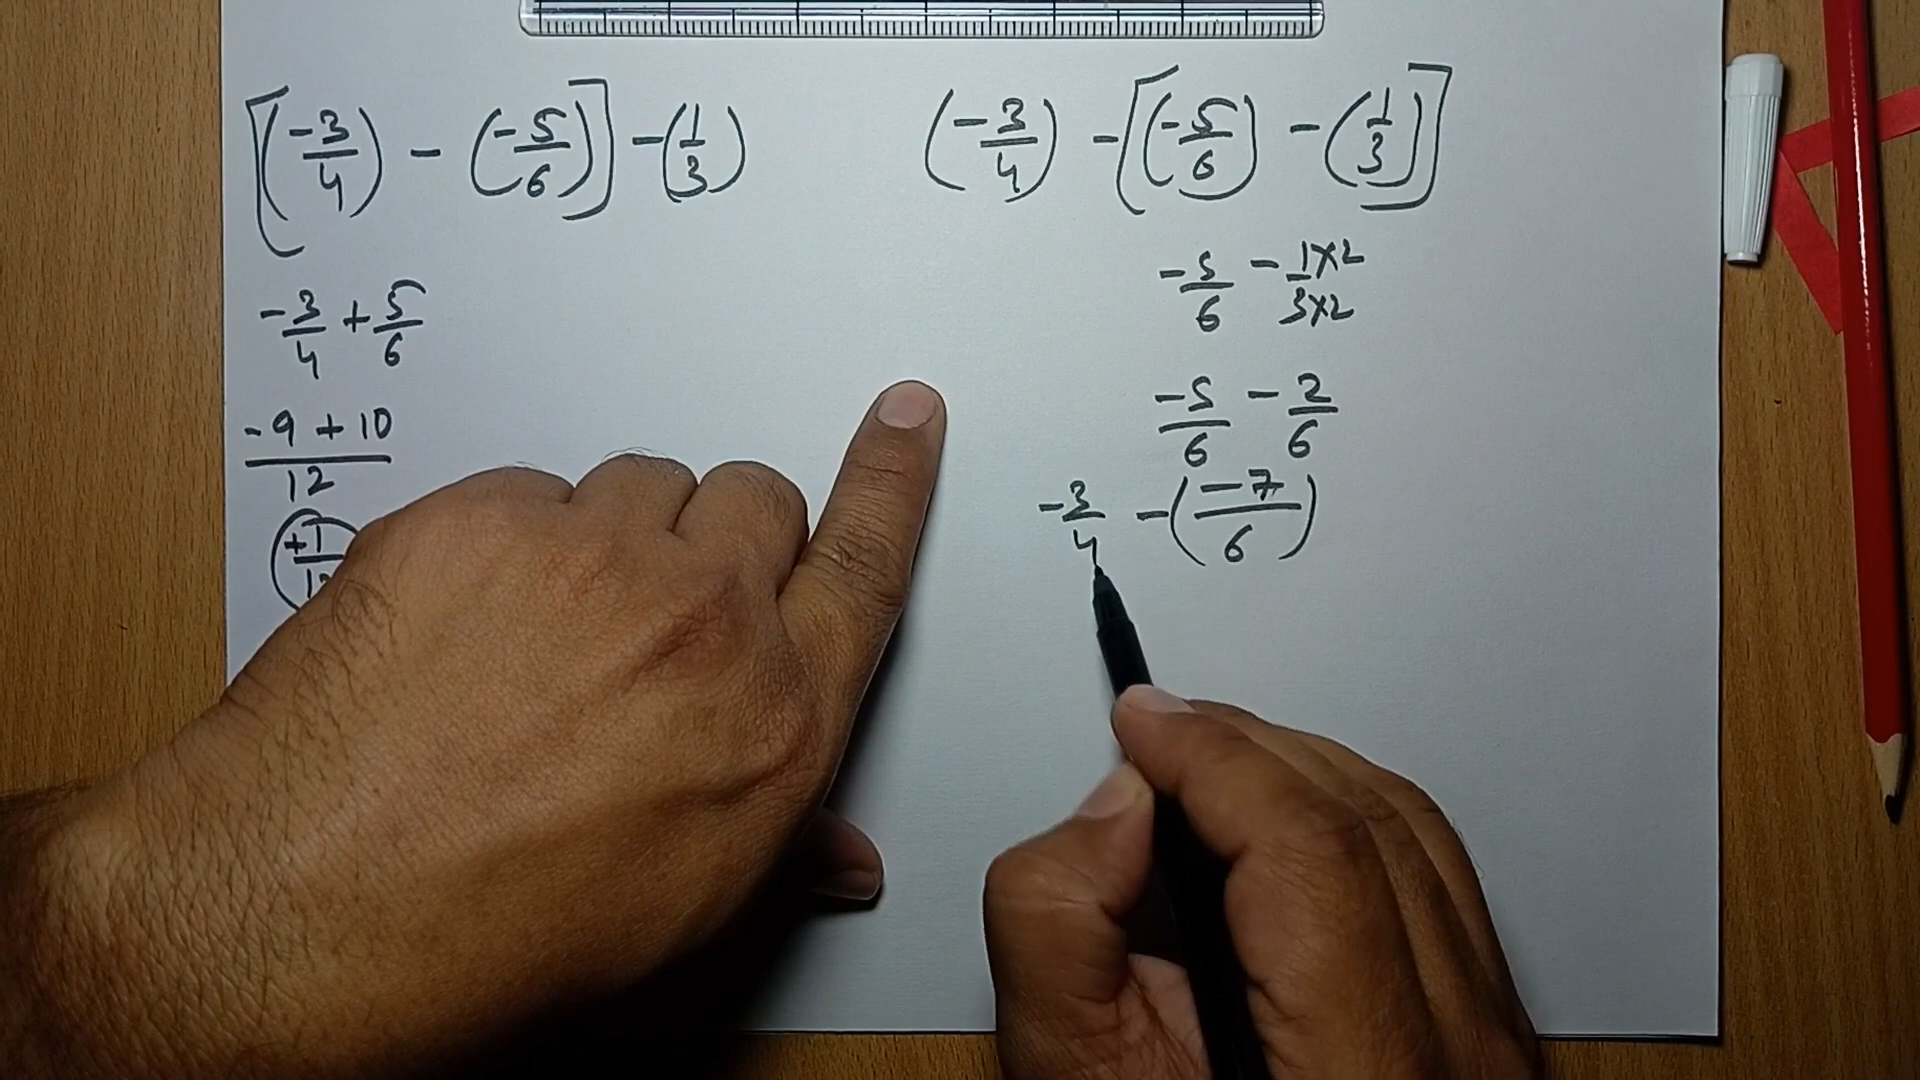 [(-3/4) - (-5/6)] - (1/3)
-3/4 + 5/6
-9 + 10/12
+1
(-3/4) - [(-5/6) - (1/3)]
-5/6 - 1×2/3×2
-5/6 - 2/6
-3/4 - (-7/6)